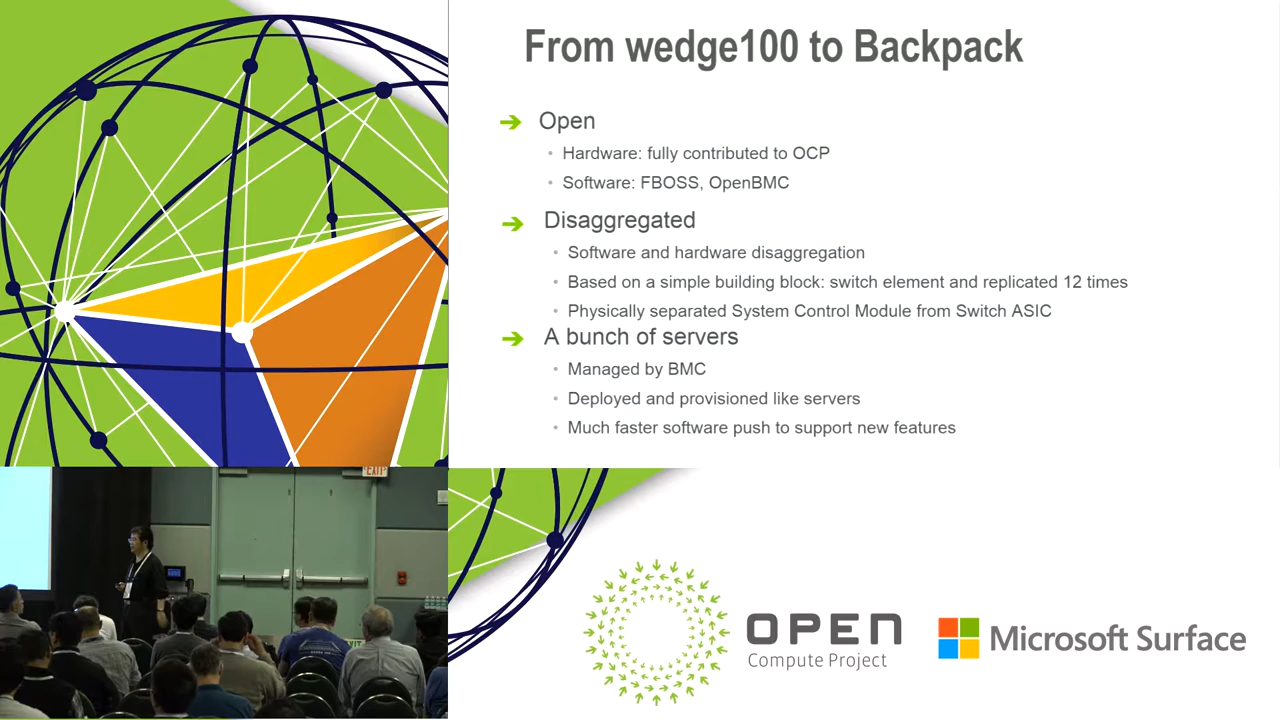 From wedge100 to Backpack
Open
Hardware: fully contributed to OCP
Software: FBOSS, OpenBMC
Disaggregated
Software and hardware disaggregation
Based on a simple building block: switch element and replicated 12 times
Physically separated System Control Module from Switch ASIC
A bunch of servers
Managed by BMC
Deployed and provisioned like servers
Much faster software push to support new features
EXIT
EXIT
OPEN
Compute Project
Microsoft Surface